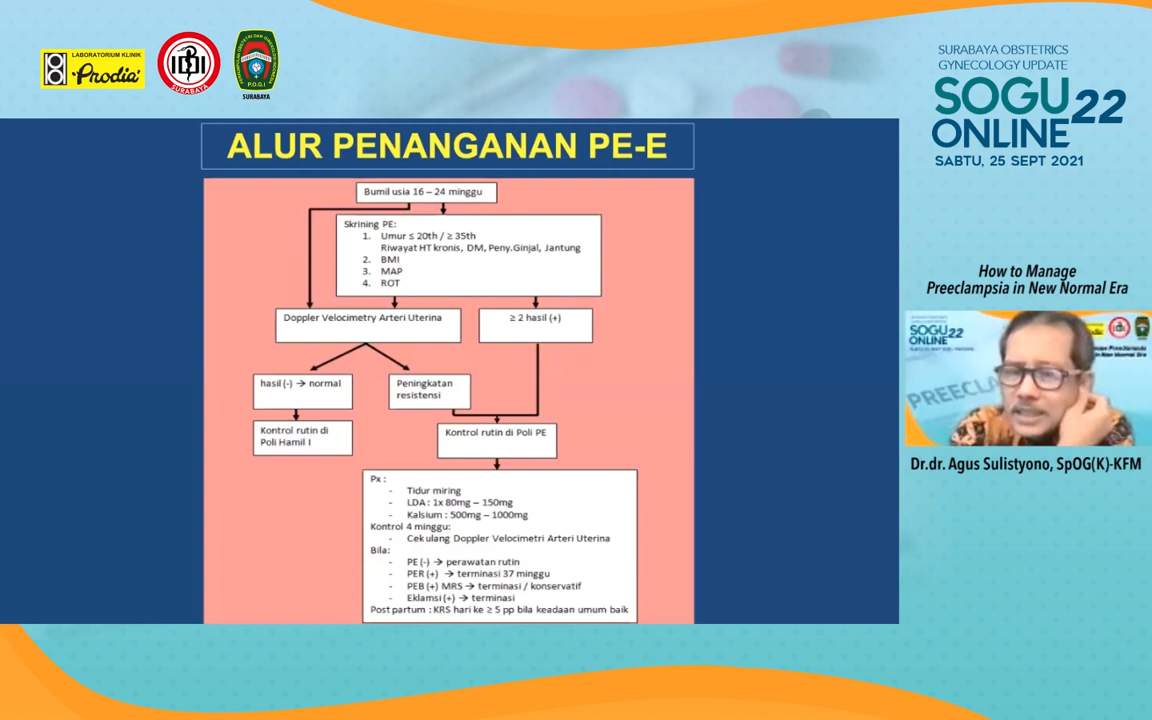 LABORATORIUM KLINIK
Prodia
IDI
SURABAYA
P.O.G.I
SURABAYA
SURABAYA OBSTETRICS
GYNECOLOGY UPDATE
SOGU 22
ONLINE
SABTU, 25 SEPT 2021
ALUR PENANGANAN PE-E
Bumil usia 16 – 24 minggu
Skrining PE:
1. Umur ≤ 20th / ≥ 35th
Riwayat HT kronis, DM, Peny.Ginjal, Jantung
2. BMI
3. MAP
4. ROT
Doppler Velocimetry Arteri Uterina
≥ 2 hasil (+)
hasil (-) → normal
Peningkatan
resistensi
Kontrol rutin di
Poli Hamil I
Kontrol rutin di Poli PE
Px :
- Tidur miring
- LDA : 1x 80mg – 150mg
- Kalsium : 500mg – 1000mg
Kontrol 4 minggu:
- Cek ulang Doppler Velocimetri Arteri Uterina
Bila:
- PE (-) → perawatan rutin
- PER (+) → terminasi 37 minggu
- PEB (+) MRS → terminasi / konservatif
- Eklamsi (+) → terminasi
Post partum : KRS hari ke ≥ 5 pp bila keadaan umum baik
How to Manage
Preeclampsia in New Normal Era
SOGU 22
ONLINE
PREECLA
Dr.dr. Agus Sulistyono, SpOG(K)-KFM